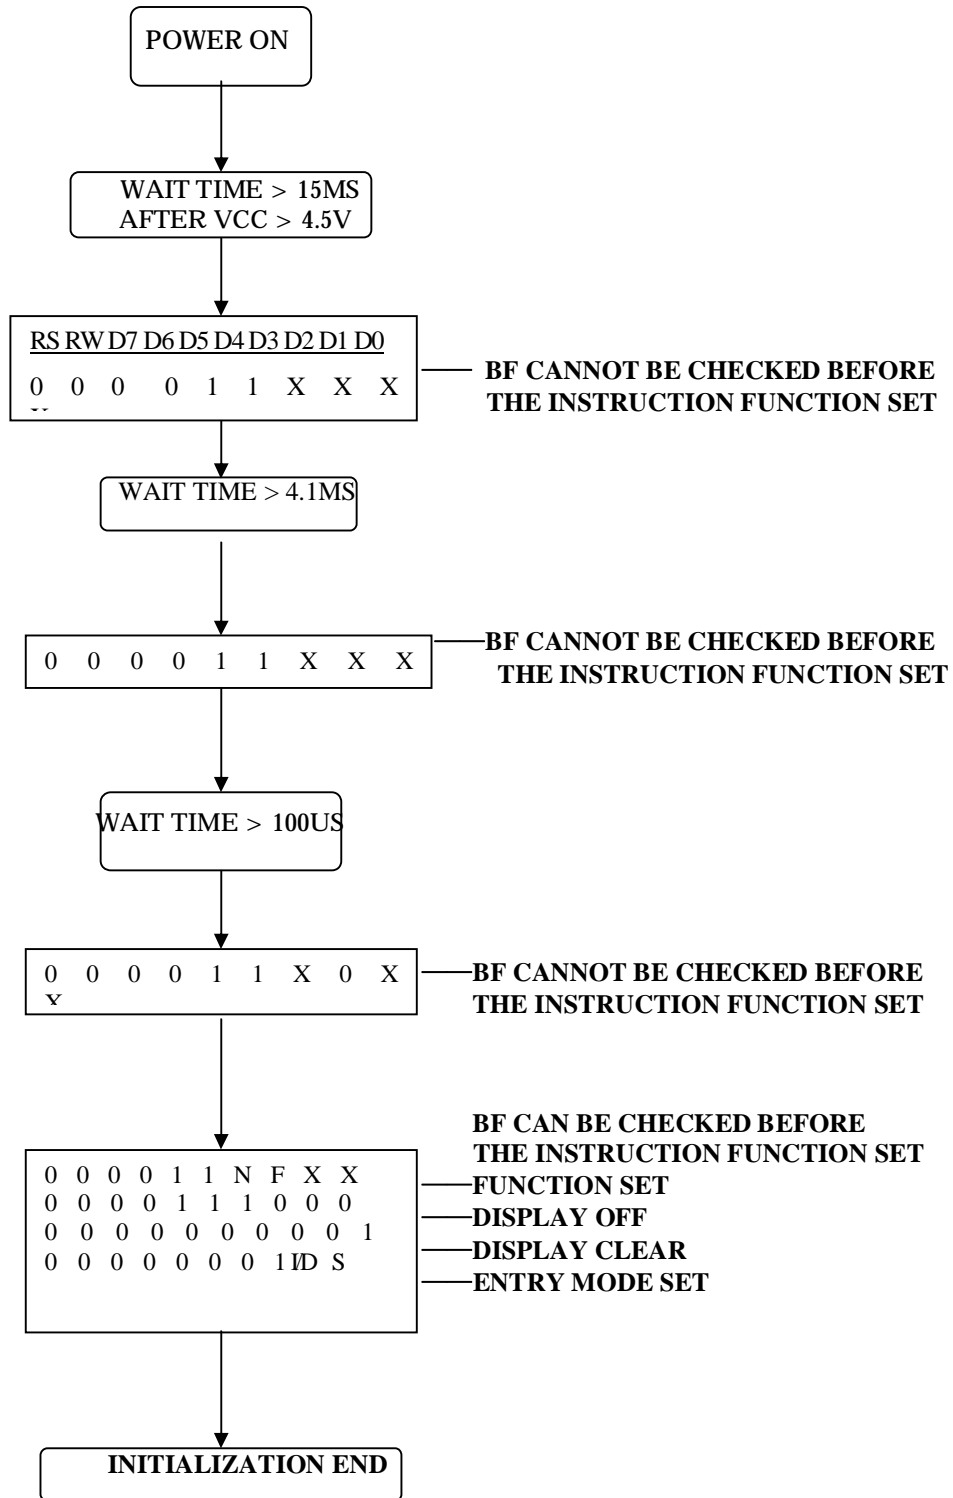 POWER ON
WAIT TIME > 15MS
AFTER VCC > 4.5V
RS RW D7 D6 D5 D4 D3 D2 D1 D0
0 0 0 0 1 1 X X X
BF CANNOT BE CHECKED BEFORE
THE INSTRUCTION FUNCTION SET
WAIT TIME > 4.1MS
0 0 0 0 1 1 X X X
BF CANNOT BE CHECKED BEFORE
THE INSTRUCTION FUNCTION SET
WAIT TIME > 100US
0 0 0 0 1 1 X 0 X
X
BF CANNOT BE CHECKED BEFORE
THE INSTRUCTION FUNCTION SET
BF CAN BE CHECKED BEFORE
THE INSTRUCTION FUNCTION SET
0 0 0 0 1 1 N F X X
FUNCTION SET
0 0 0 0 1 1 1 0 0 0
DISPLAY OFF
0 0 0 0 0 0 0 0 0 1
DISPLAY CLEAR
0 0 0 0 0 0 0 1 I/D S
ENTRY MODE SET
INITIALIZATION END